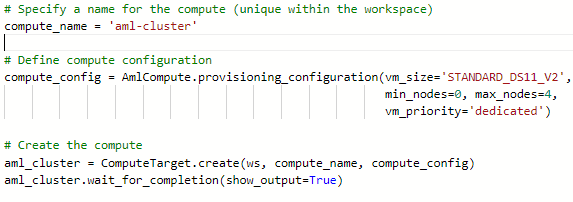 # Specify a name for the compute (unique within the workspace)
compute_name = 'aml-cluster'
# Define compute configuration
compute_config = AmlCompute.provisioning_configuration(vm_size='STANDARD_DS11_V2',
min_nodes=0, max_nodes=4,
vm_priority='dedicated')
# Create the compute
aml_cluster = ComputeTarget.create(ws, compute_name, compute_config)
aml_cluster.wait_for_completion(show_output=True)